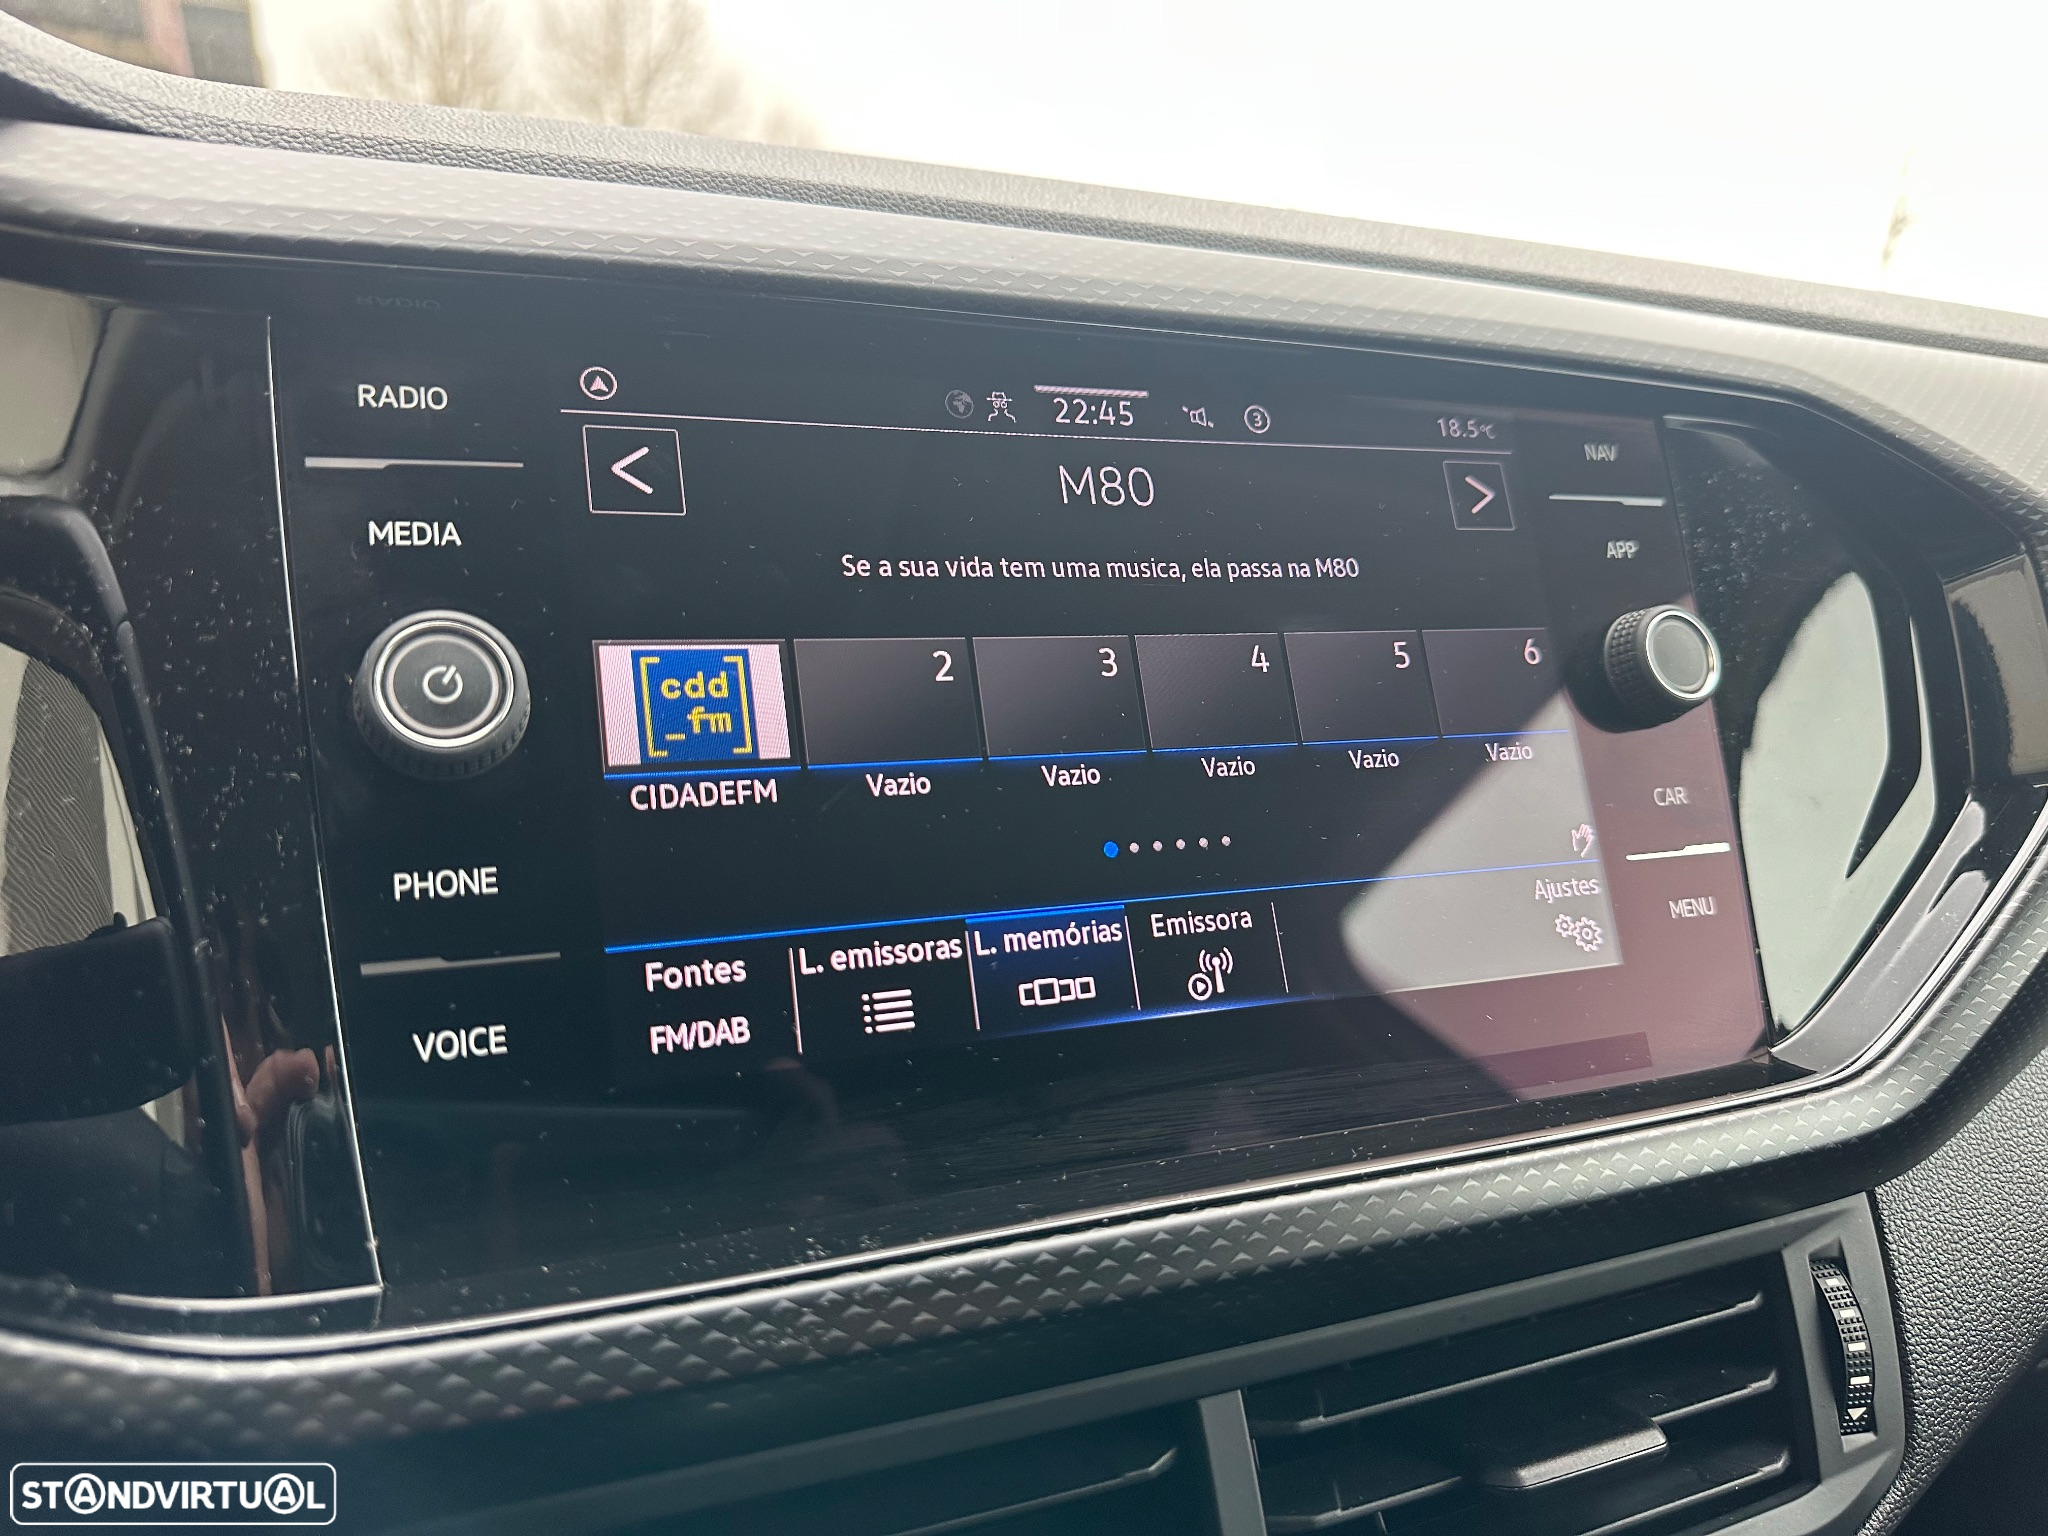 RADIO
MEDIA
PHONE
VOICE
22:45
3
18.5°C
M80
Se a sua vida tem uma musica, ela passa na M80
cdd
_fm
2
3
4
5
6
CIDADEFM
Vazio
Vazio
Vazio
Vazio
Vazio
Fontes
FM/DAB
L. emissoras
L. memórias
Emissora
Ajustes
NAV
APP
CAR
MENU
STANDVIRTUAL